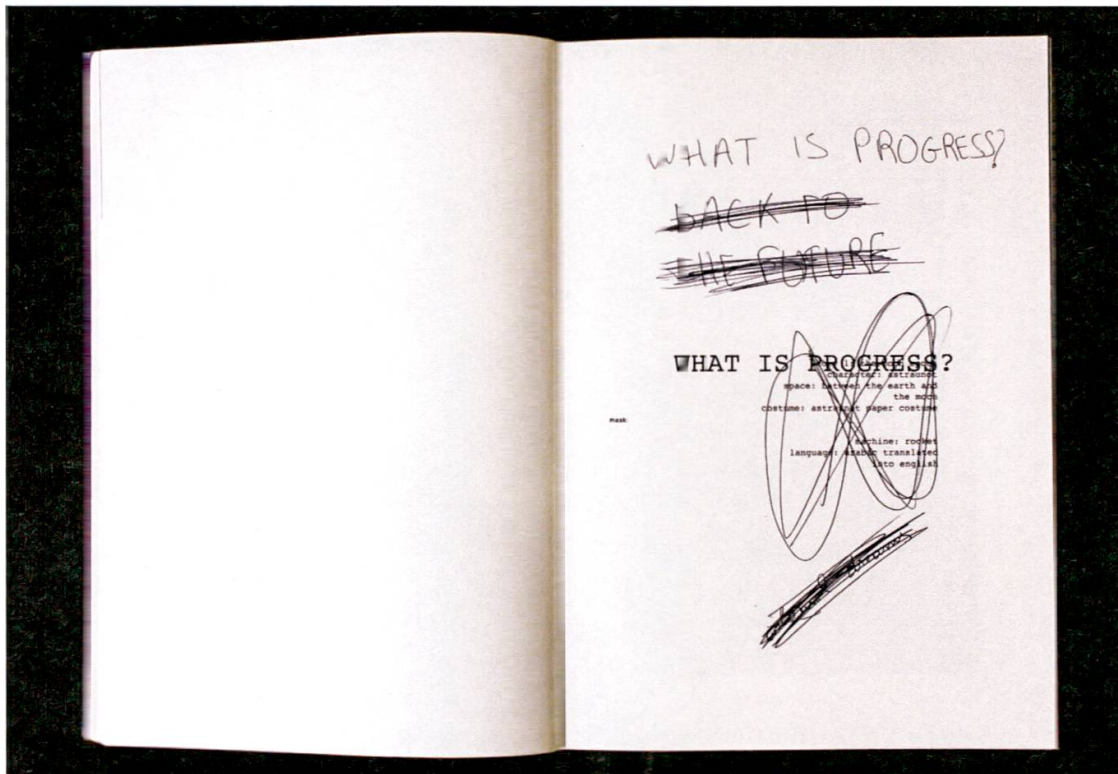 WHAT IS PROGRESS?
bACK TO
THE FUTURE
WHAT IS PROGRESS?
character: astraunot
space: between the earth and
the moon
costume: astraunat paper costume
mask:
machine: rocket
language: arabic translated
into english
dreams